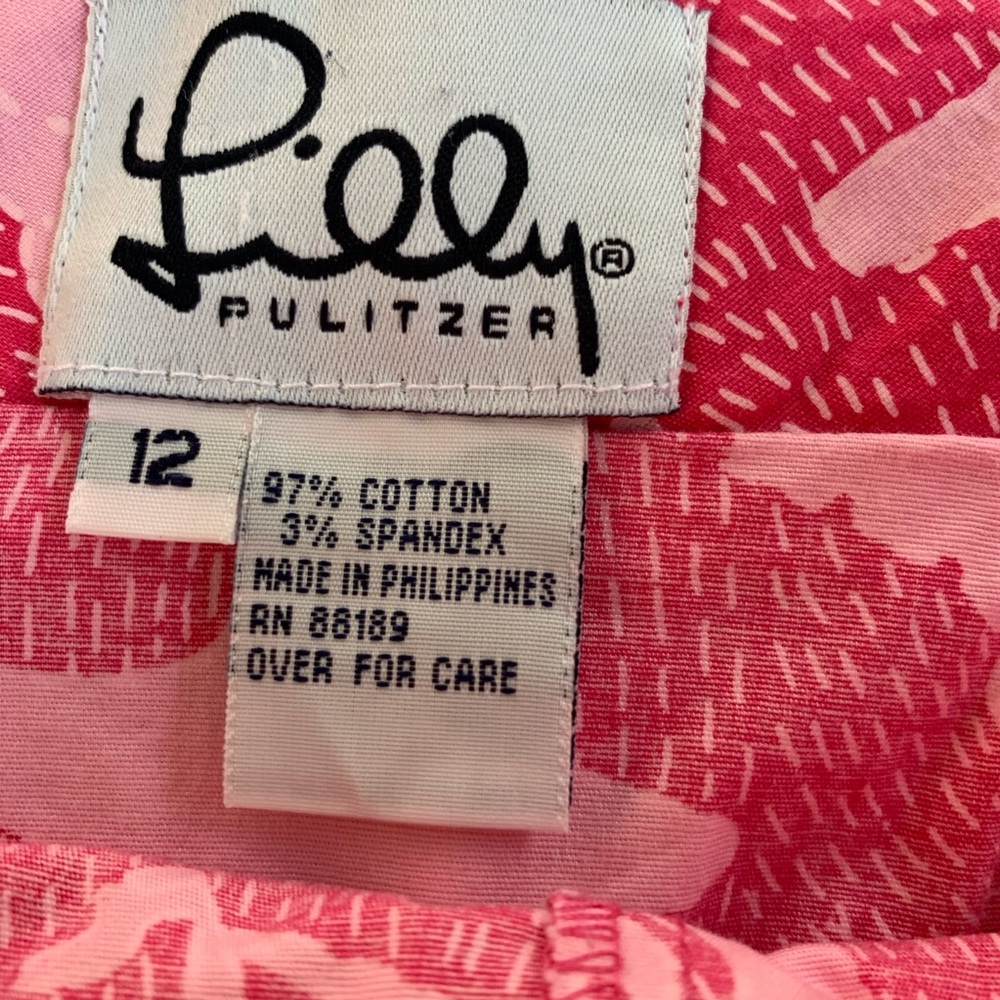 Lilly®
PULITZER
12
97% COTTON
3% SPANDEX
MADE IN PHILIPPINES
RN 88189
OVER FOR CARE